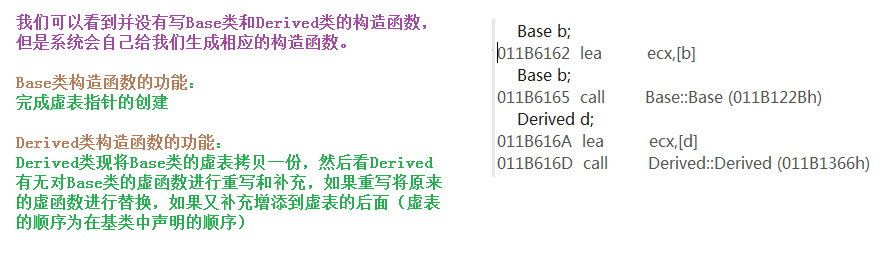 我们可以看到并没有写Base类和Derived类的构造函数,
但是系统会自己给我们生成相应的构造函数。
Base类构造函数的功能:
完成虚表指针的创建
Derived类构造函数的功能:
Derived类现将Base类的虚表拷贝一份，然后看Derived
有无对Base类的虚函数进行重写和补充，如果重写将原来
的虚函数进行替换，如果又补充增添到虚表的后面（虚表
的顺序为在基类中声明的顺序）
Base b;
011B6162 lea ecx,[b]
Base b;
011B6165 call Base::Base (011B122Bh)
Derived d;
011B616A lea ecx,[d]
011B616D call Derived::Derived (011B1366h)